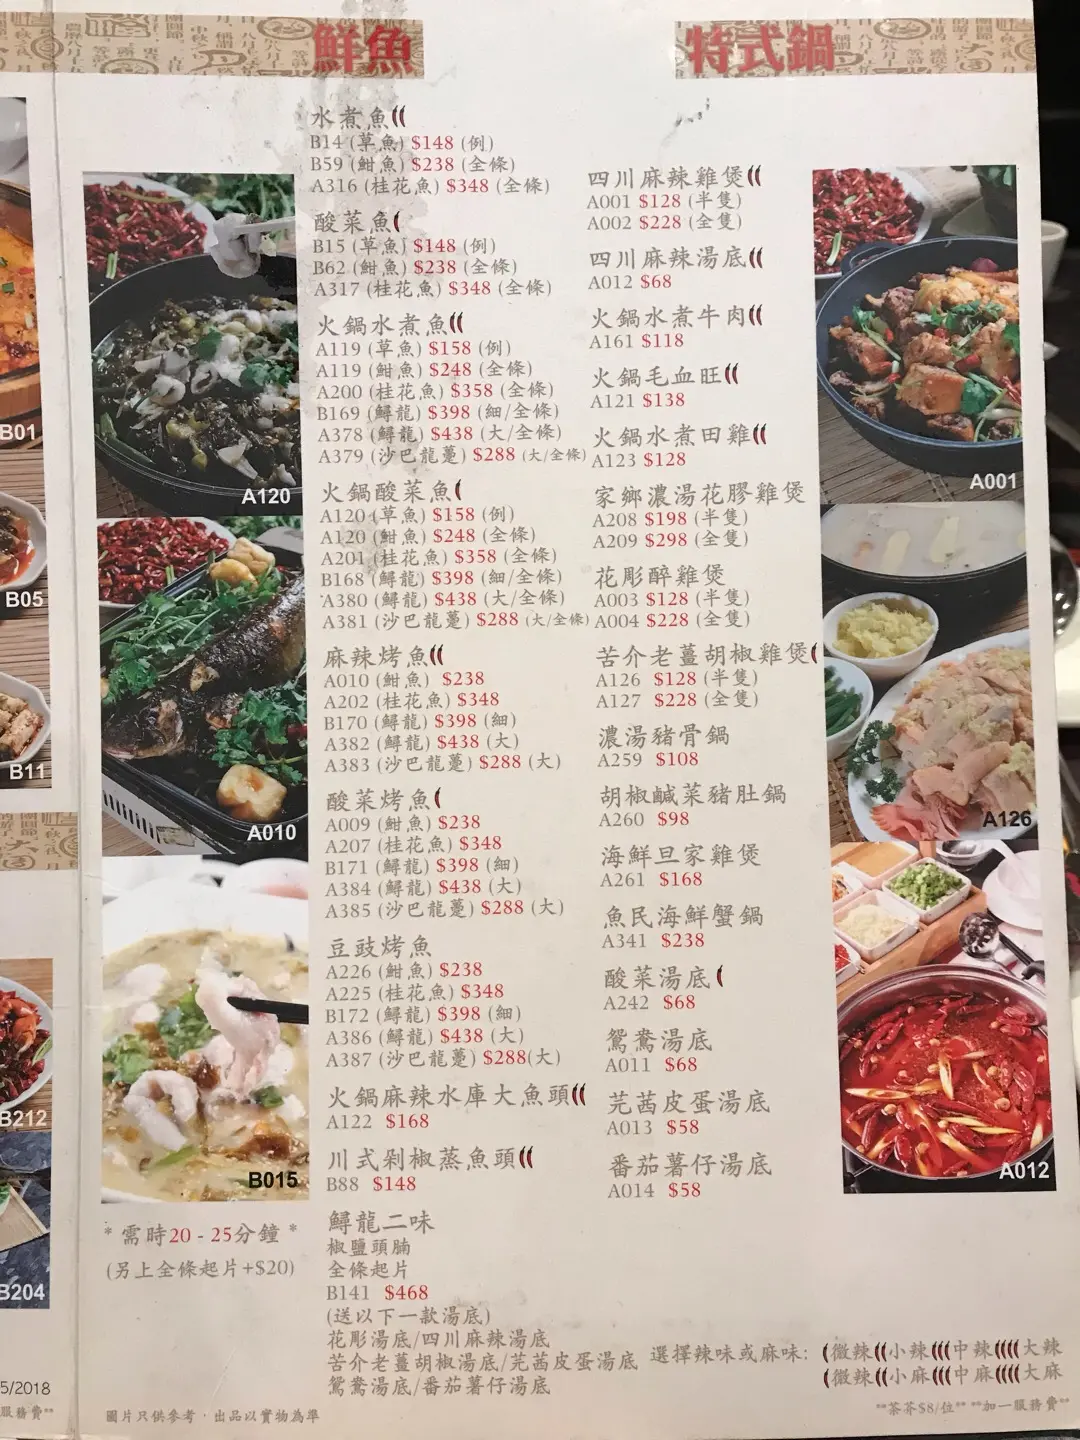 鮮魚
水煮魚
B14 (草魚) $148 (例)
B59 (鮒魚) $238 (全條)
A316 (桂花魚) $348 (全條)
酸菜魚
B15 (草魚) $148 (例)
B62 (鮒魚) $238 (全條)
A317 (桂花魚) $348 (全條)
火鍋水煮魚
A119 (草魚) $158 (例)
A119 (鮒魚) $248 (全條)
A200 (桂花魚) $358 (全條)
B169 (鱘龍) $398 (細/全條)
A378 (鱘龍) $438 (大/全條)
A379 (沙巴龍躉) $288 (大/全條)
火鍋酸菜魚
A120 (草魚) $158 (例)
A120 (鮒魚) $248 (全條)
A201 (桂花魚) $358 (全條)
B168 (鱘龍) $398 (細/全條)
A380 (鱘龍) $438 (大/全條)
A381 (沙巴龍躉) $288 (大/全條)
麻辣烤魚
A010 (鮒魚) $238
A202 (桂花魚) $348
B170 (鱘龍) $398 (細)
A382 (鱘龍) $438 (大)
A383 (沙巴龍躉) $288 (大)
酸菜烤魚
A009 (鮒魚) $238
A207 (桂花魚) $348
B171 (鱘龍) $398 (細)
A384 (鱘龍) $438 (大)
A385 (沙巴龍躉) $288 (大)
豆豉烤魚
A226 (鮒魚) $238
A225 (桂花魚) $348
B172 (鱘龍) $398 (細)
A386 (鱘龍) $438 (大)
A387 (沙巴龍躉) $288(大)
火鍋麻辣水庫大魚頭
A122 $168
川式剁椒蒸魚頭
B88 $148
鱘龍二味
椒鹽頭腩
全條起片
B141 $468
(送以下一款湯底)
花彫湯底/四川麻辣湯底
苦介老薑胡椒湯底/芫茜皮蛋湯底
鴛鴦湯底/番茄薯仔湯底
特式鍋
四川麻辣雞煲
A001 $128 (半隻)
A002 $228 (全隻)
四川麻辣湯底
A012 $68
火鍋水煮牛肉
A161 $118
火鍋毛血旺
A121 $138
火鍋水煮田雞
A123 $128
家鄉濃湯花膠雞煲
A208 $198 (半隻)
A209 $298 (全隻)
花彫醉雞煲
A003 $128 (半隻)
A004 $228 (全隻)
苦介老薑胡椒雞煲
A126 $128 (半隻)
A127 $228 (全隻)
濃湯豬骨鍋
A259 $108
胡椒鹹菜豬肚鍋
A260 $98
海鮮旦家雞煲
A261 $168
魚民海鮮蟹鍋
A341 $238
酸菜湯底
A242 $68
鴛鴦湯底
A011 $68
芫茜皮蛋湯底
A013 $58
番茄薯仔湯底
A014 $58
選擇辣味或麻味: 微辣 小辣 中辣 大辣
微辣 小麻 中麻 大麻
**茶芥$8/位** **加一服務費**
A120
A010
B015
* 需時20 - 25分鐘 *
(另上全條起片+$20)
圖片只供參考．出品以實物為準
A001
A126
A012
B01
B05
B11
B212
B204
5/2018
服務費**